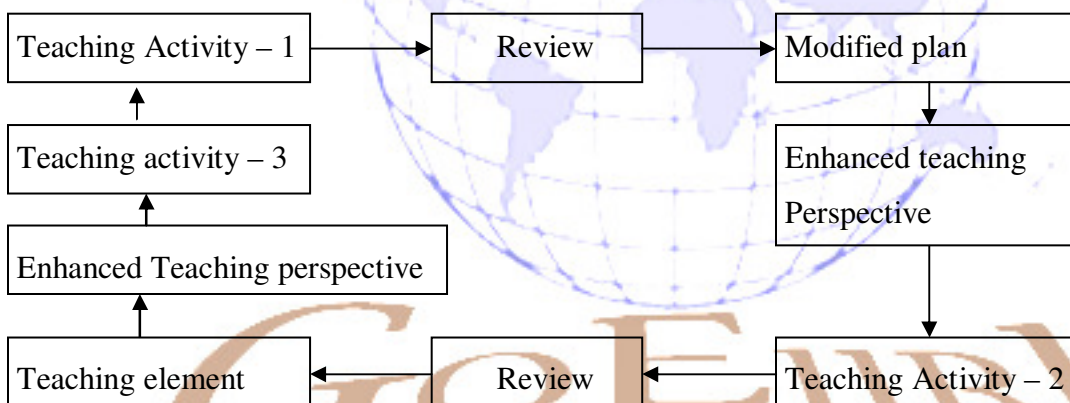 Teaching Activity – 1
Review
Modified plan
Teaching activity – 3
Enhanced teaching
Perspective
Enhanced Teaching perspective
Teaching element
Review
Teaching Activity – 2